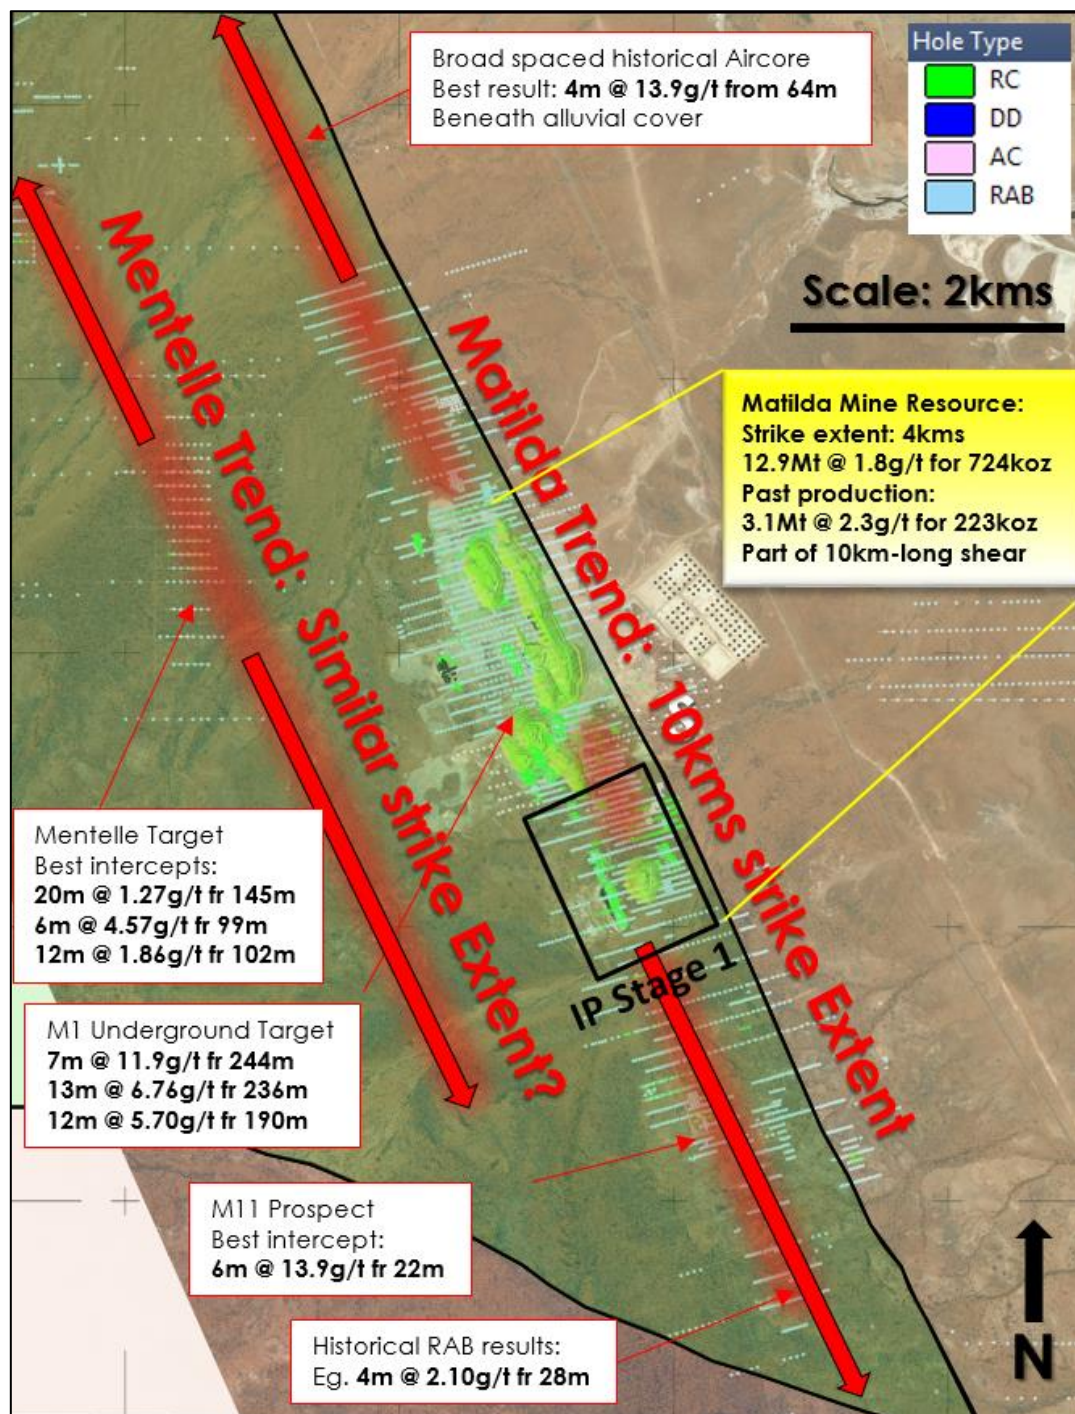 Broad spaced historical Aircore
Best result: 4m @ 13.9g/t from 64m
Beneath alluvial cover
Hole Type
RC
DD
AC
RAB
Scale: 2kms
Mentelle Trend: Similar strike Extent?
Matilda Trend: 10kms strike Extent
Matilda Mine Resource:
Strike extent: 4kms
12.9Mt @ 1.8g/t for 724koz
Past production:
3.1Mt @ 2.3g/t for 223koz
Part of 10km-long shear
Mentelle Target
Best intercepts:
20m @ 1.27g/t fr 145m
6m @ 4.57g/t fr 99m
12m @ 1.86g/t fr 102m
IP Stage 1
M1 Underground Target
7m @ 11.9g/t fr 244m
13m @ 6.76g/t fr 236m
12m @ 5.70g/t fr 190m
M11 Prospect
Best intercept:
6m @ 13.9g/t fr 22m
Historical RAB results:
Eg. 4m @ 2.10g/t fr 28m
N